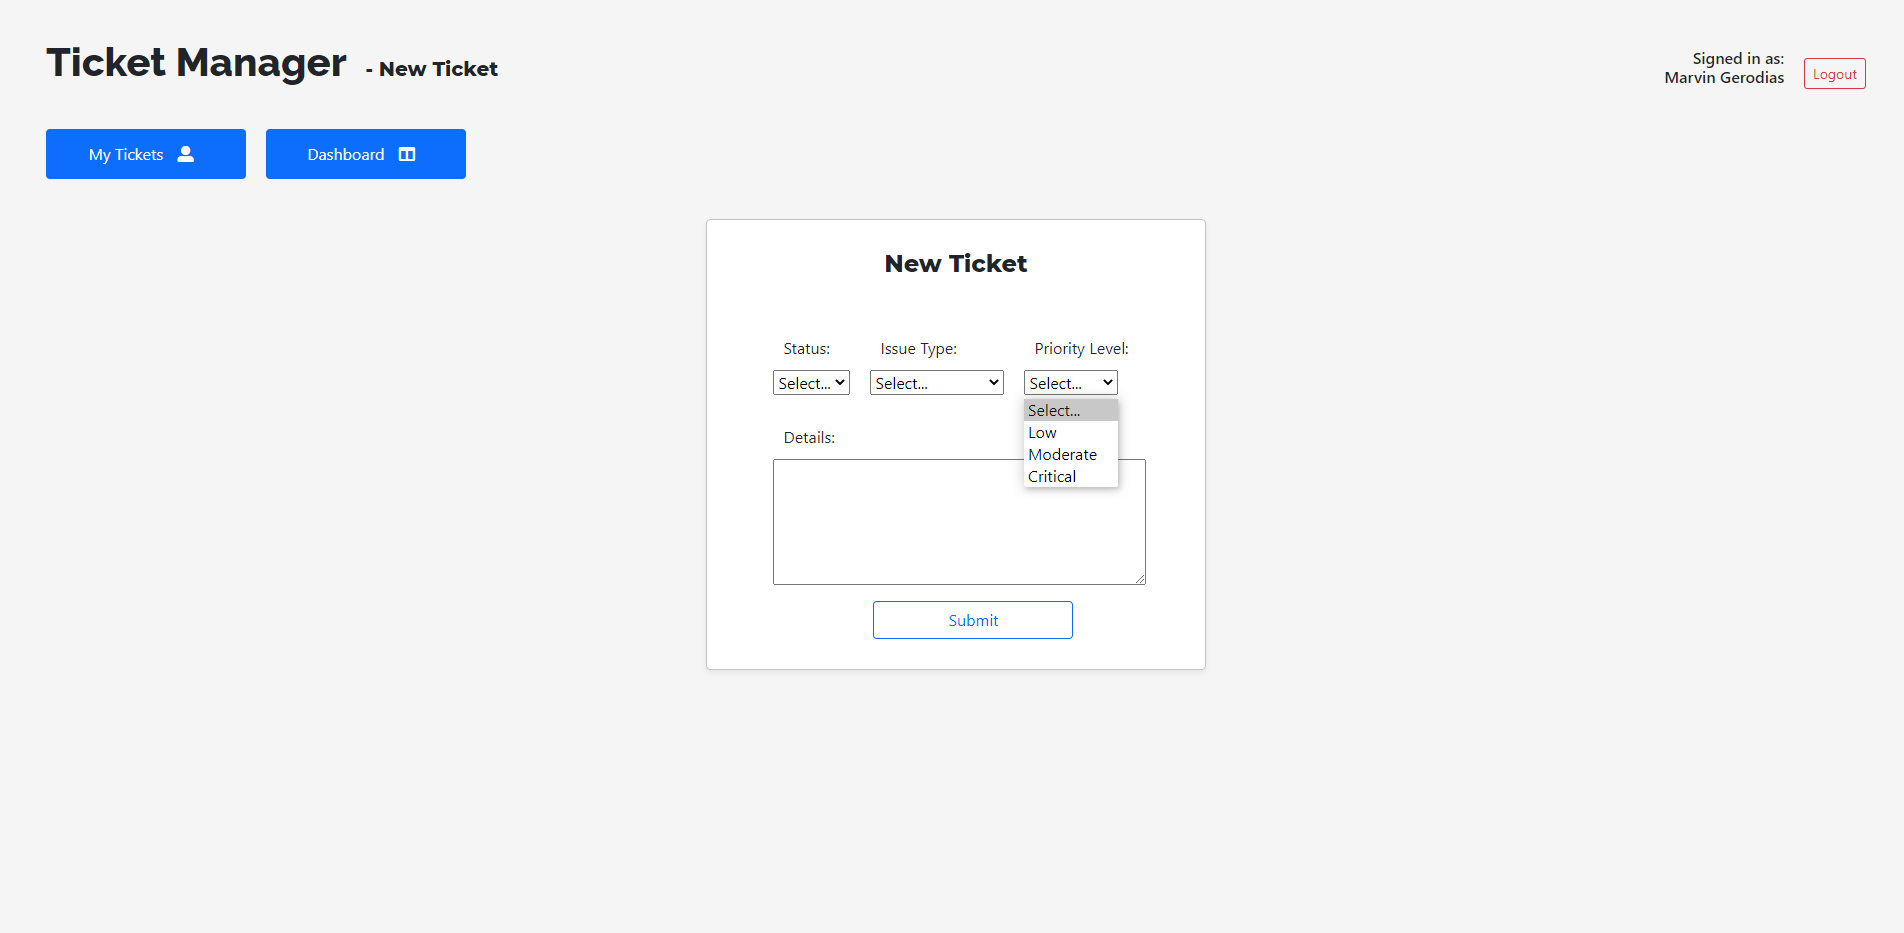 Ticket Manager - New Ticket
Signed in as:
Marvin Gerodias
Logout
My Tickets
Dashboard
New Ticket
Status: Issue Type: Priority Level:
Select... Select... Select...
Select...
Low
Moderate
Critical
Details:
Submit